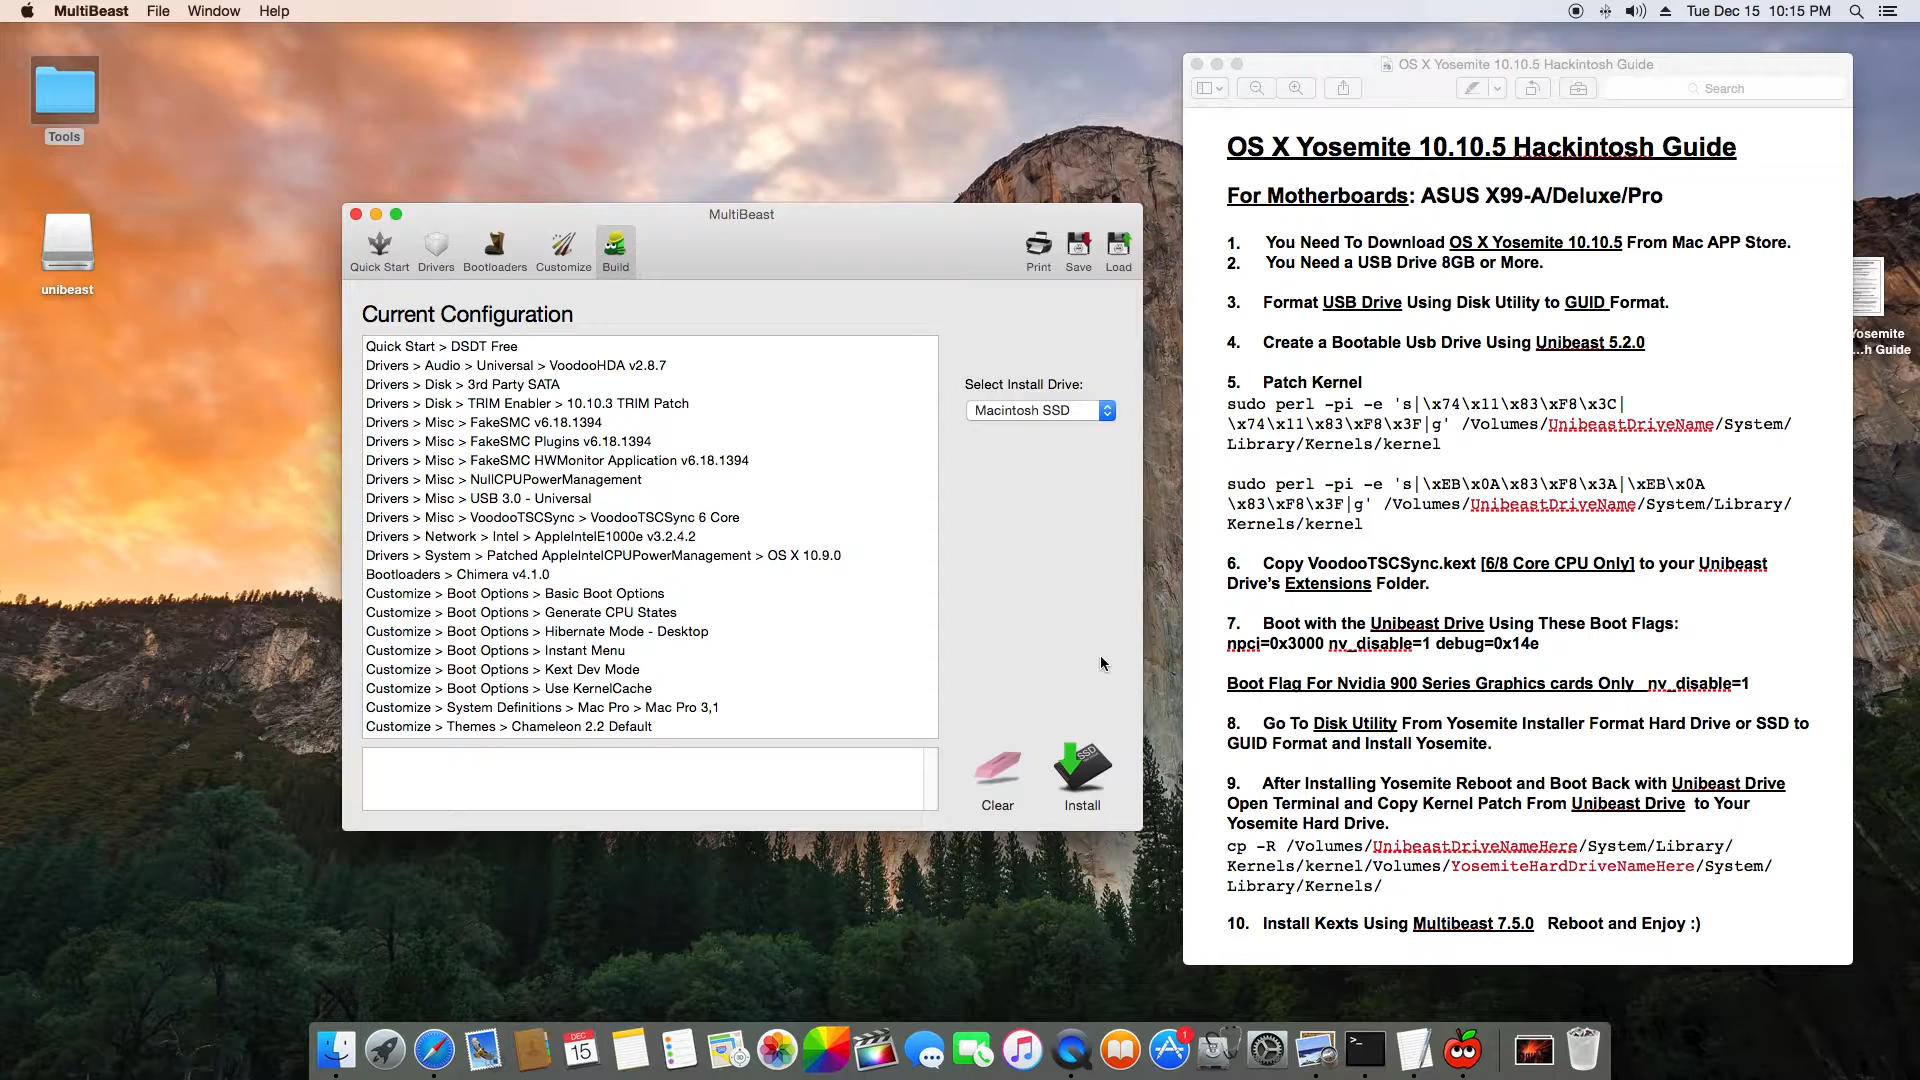 MultiBeast File Window Help
Tue Dec 15 10:15 PM
Tools
unibeast
MultiBeast
Quick Start Drivers Bootloaders Customize Build
Print Save Load
Current Configuration
Quick Start > DSDT Free
Drivers > Audio > Universal > VoodooHDA v2.8.7
Drivers > Disk > 3rd Party SATA
Drivers > Disk > TRIM Enabler > 10.10.3 TRIM Patch
Drivers > Misc > FakeSMC v6.18.1394
Drivers > Misc > FakeSMC Plugins v6.18.1394
Drivers > Misc > FakeSMC HWMonitor Application v6.18.1394
Drivers > Misc > NullCPUPowerManagement
Drivers > Misc > USB 3.0 - Universal
Drivers > Misc > VoodooTSCSync > VoodooTSCSync 6 Core
Drivers > Network > Intel > AppleIntelE1000e v3.2.4.2
Drivers > System > Patched AppleIntelCPUPowerManagement > OS X 10.9.0
Bootloaders > Chimera v4.1.0
Customize > Boot Options > Basic Boot Options
Customize > Boot Options > Generate CPU States
Customize > Boot Options > Hibernate Mode - Desktop
Customize > Boot Options > Instant Menu
Customize > Boot Options > Kext Dev Mode
Customize > Boot Options > Use KernelCache
Customize > System Definitions > Mac Pro > Mac Pro 3,1
Customize > Themes > Chameleon 2.2 Default
Select Install Drive:
Macintosh SSD
Clear
SSD
Install
OS X Yosemite 10.10.5 Hackintosh Guide
Search
OS X Yosemite 10.10.5 Hackintosh Guide
For Motherboards: ASUS X99-A/Deluxe/Pro
1. You Need To Download OS X Yosemite 10.10.5 From Mac APP Store.
2. You Need a USB Drive 8GB or More.
3. Format USB Drive Using Disk Utility to GUID Format.
4. Create a Bootable Usb Drive Using Unibeast 5.2.0
5. Patch Kernel
sudo perl -pi -e 's|\x74\x11\x83\xF8\x3C|
\x74\x11\x83\xF8\x3F|g' /Volumes/UnibeastDriveName/System/
Library/Kernels/kernel
sudo perl -pi -e 's|\xEB\x0A\x83\xF8\x3A|\xEB\x0A
\x83\xF8\x3F|g' /Volumes/UnibeastDriveName/System/Library/
Kernels/kernel
6. Copy VoodooTSCSync.kext [6/8 Core CPU Only] to your Unibeast
Drive's Extensions Folder.
7. Boot with the Unibeast Drive Using These Boot Flags:
npci=0x3000 nv_disable=1 debug=0x14e
Boot Flag For Nvidia 900 Series Graphics cards Only nv_disable=1
8. Go To Disk Utility From Yosemite Installer Format Hard Drive or SSD to
GUID Format and Install Yosemite.
9. After Installing Yosemite Reboot and Boot Back with Unibeast Drive
Open Terminal and Copy Kernel Patch From Unibeast Drive to Your
Yosemite Hard Drive.
cp -R /Volumes/UnibeastDriveNameHere/System/Library/
Kernels/kernel/Volumes/YosemiteHardDriveNameHere/System/
Library/Kernels/
10. Install Kexts Using Multibeast 7.5.0 Reboot and Enjoy :)
Yosemite
...h Guide
DEC
15
1